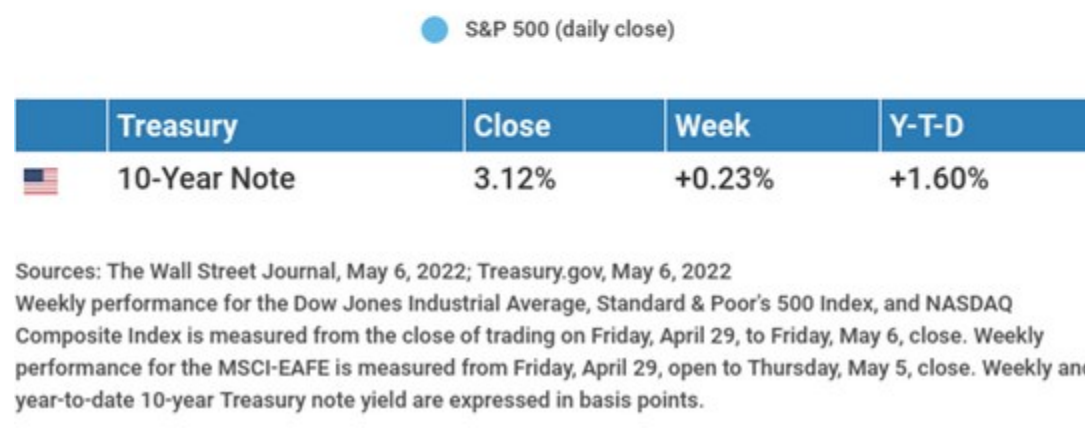 S&P 500 (daily close)
Treasury Close Week Y-T-D
10-Year Note 3.12% +0.23% +1.60%
Sources: The Wall Street Journal, May 6, 2022; Treasury.gov, May 6, 2022
Weekly performance for the Dow Jones Industrial Average, Standard & Poor's 500 Index, and NASDAQ
Composite Index is measured from the close of trading on Friday, April 29, to Friday, May 6, close. Weekly
performance for the MSCI-EAFE is measured from Friday, April 29, open to Thursday, May 5, close. Weekly and
year-to-date 10-year Treasury note yield are expressed in basis points.